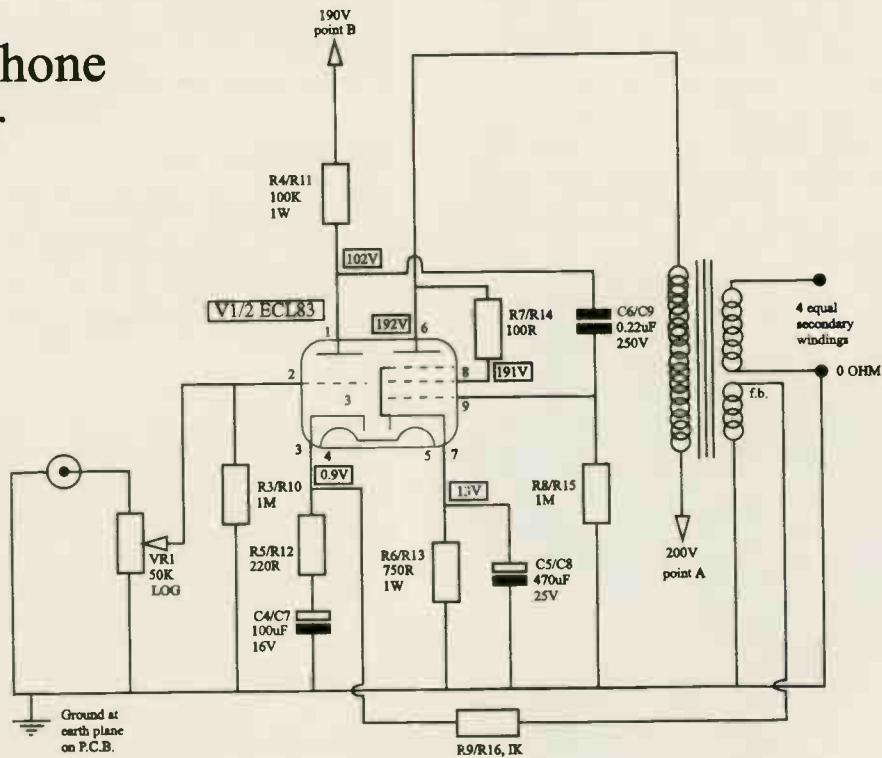 hone
r.
190V
point B
R4/R11
100K
1W
102V
V1/2 ECL83
1
192V
6
R7/R14
100R
C6/C9
0.22uF
250V
4 equal
secondary
windings
2
3
8
191V
9
0 OHM
f.b.
3
4
5
7
0.9V
13V
R3/R10
1M
R5/R12
220R
R6/R13
750R
1W
R8/R15
1M
VR1
50K
LOG
C5/C8
470uF
25V
200V
point A
C4/C7
100uF
16V
Ground at
earth plane
on P.C.B.
R9/R16, 1K